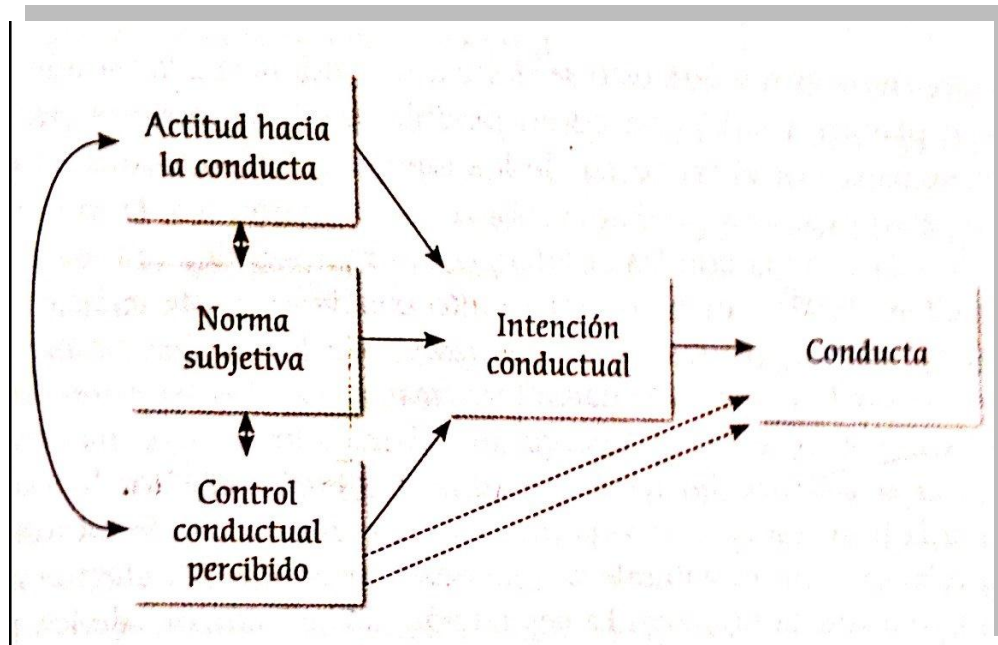 Actitud hacia
la conducta
Norma
subjetiva
Intención
conductual
Conducta
Control
conductual
percibido